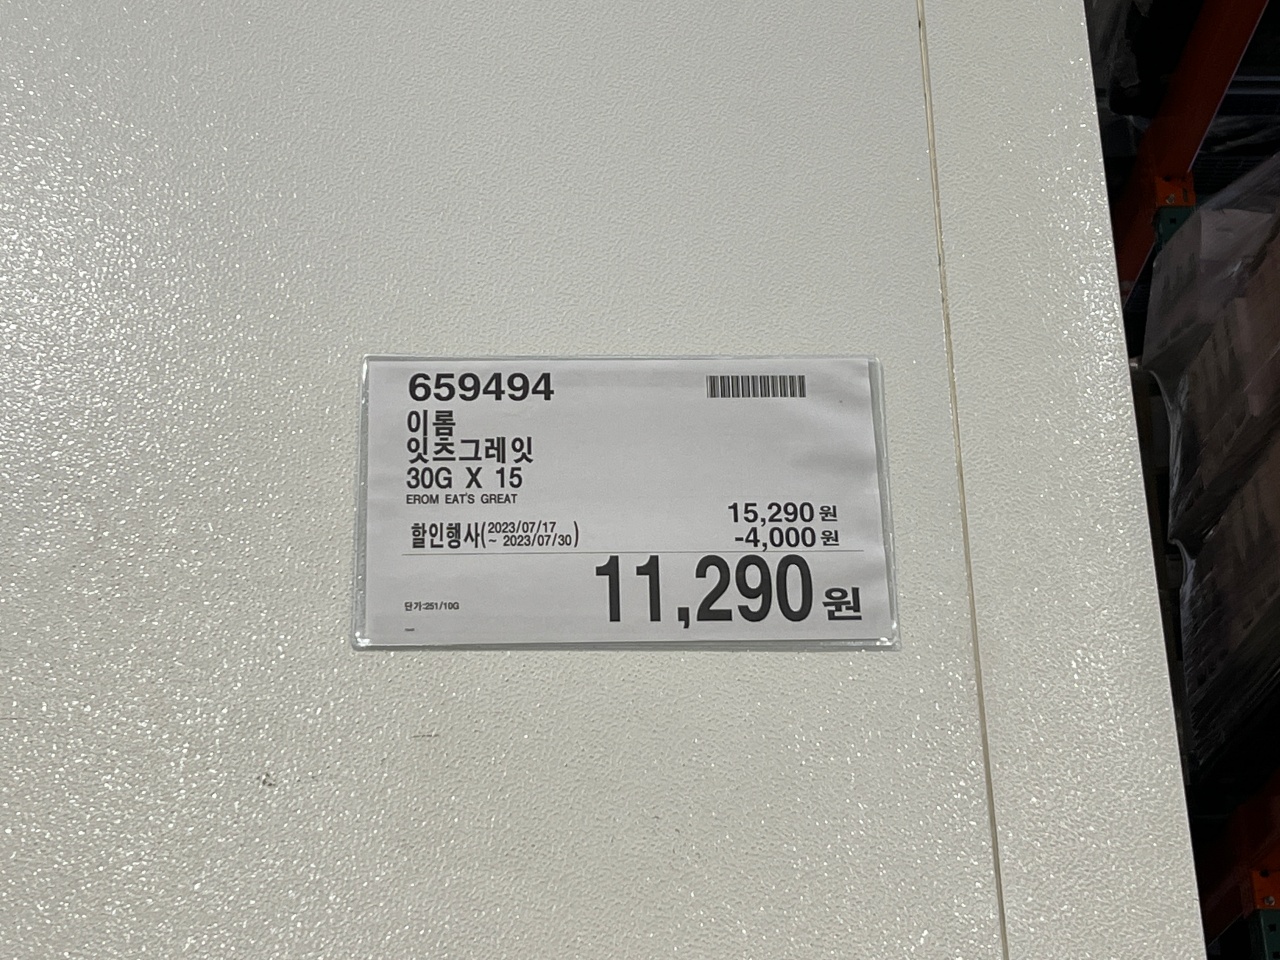 659494
이롬
잇츠그레잇
30G X 15
EROM EAT'S GREAT
15,290 원
할인행사(2023/07/17 ~ 2023/07/30)
-4,000 원
11,290 원
단가:251/10G